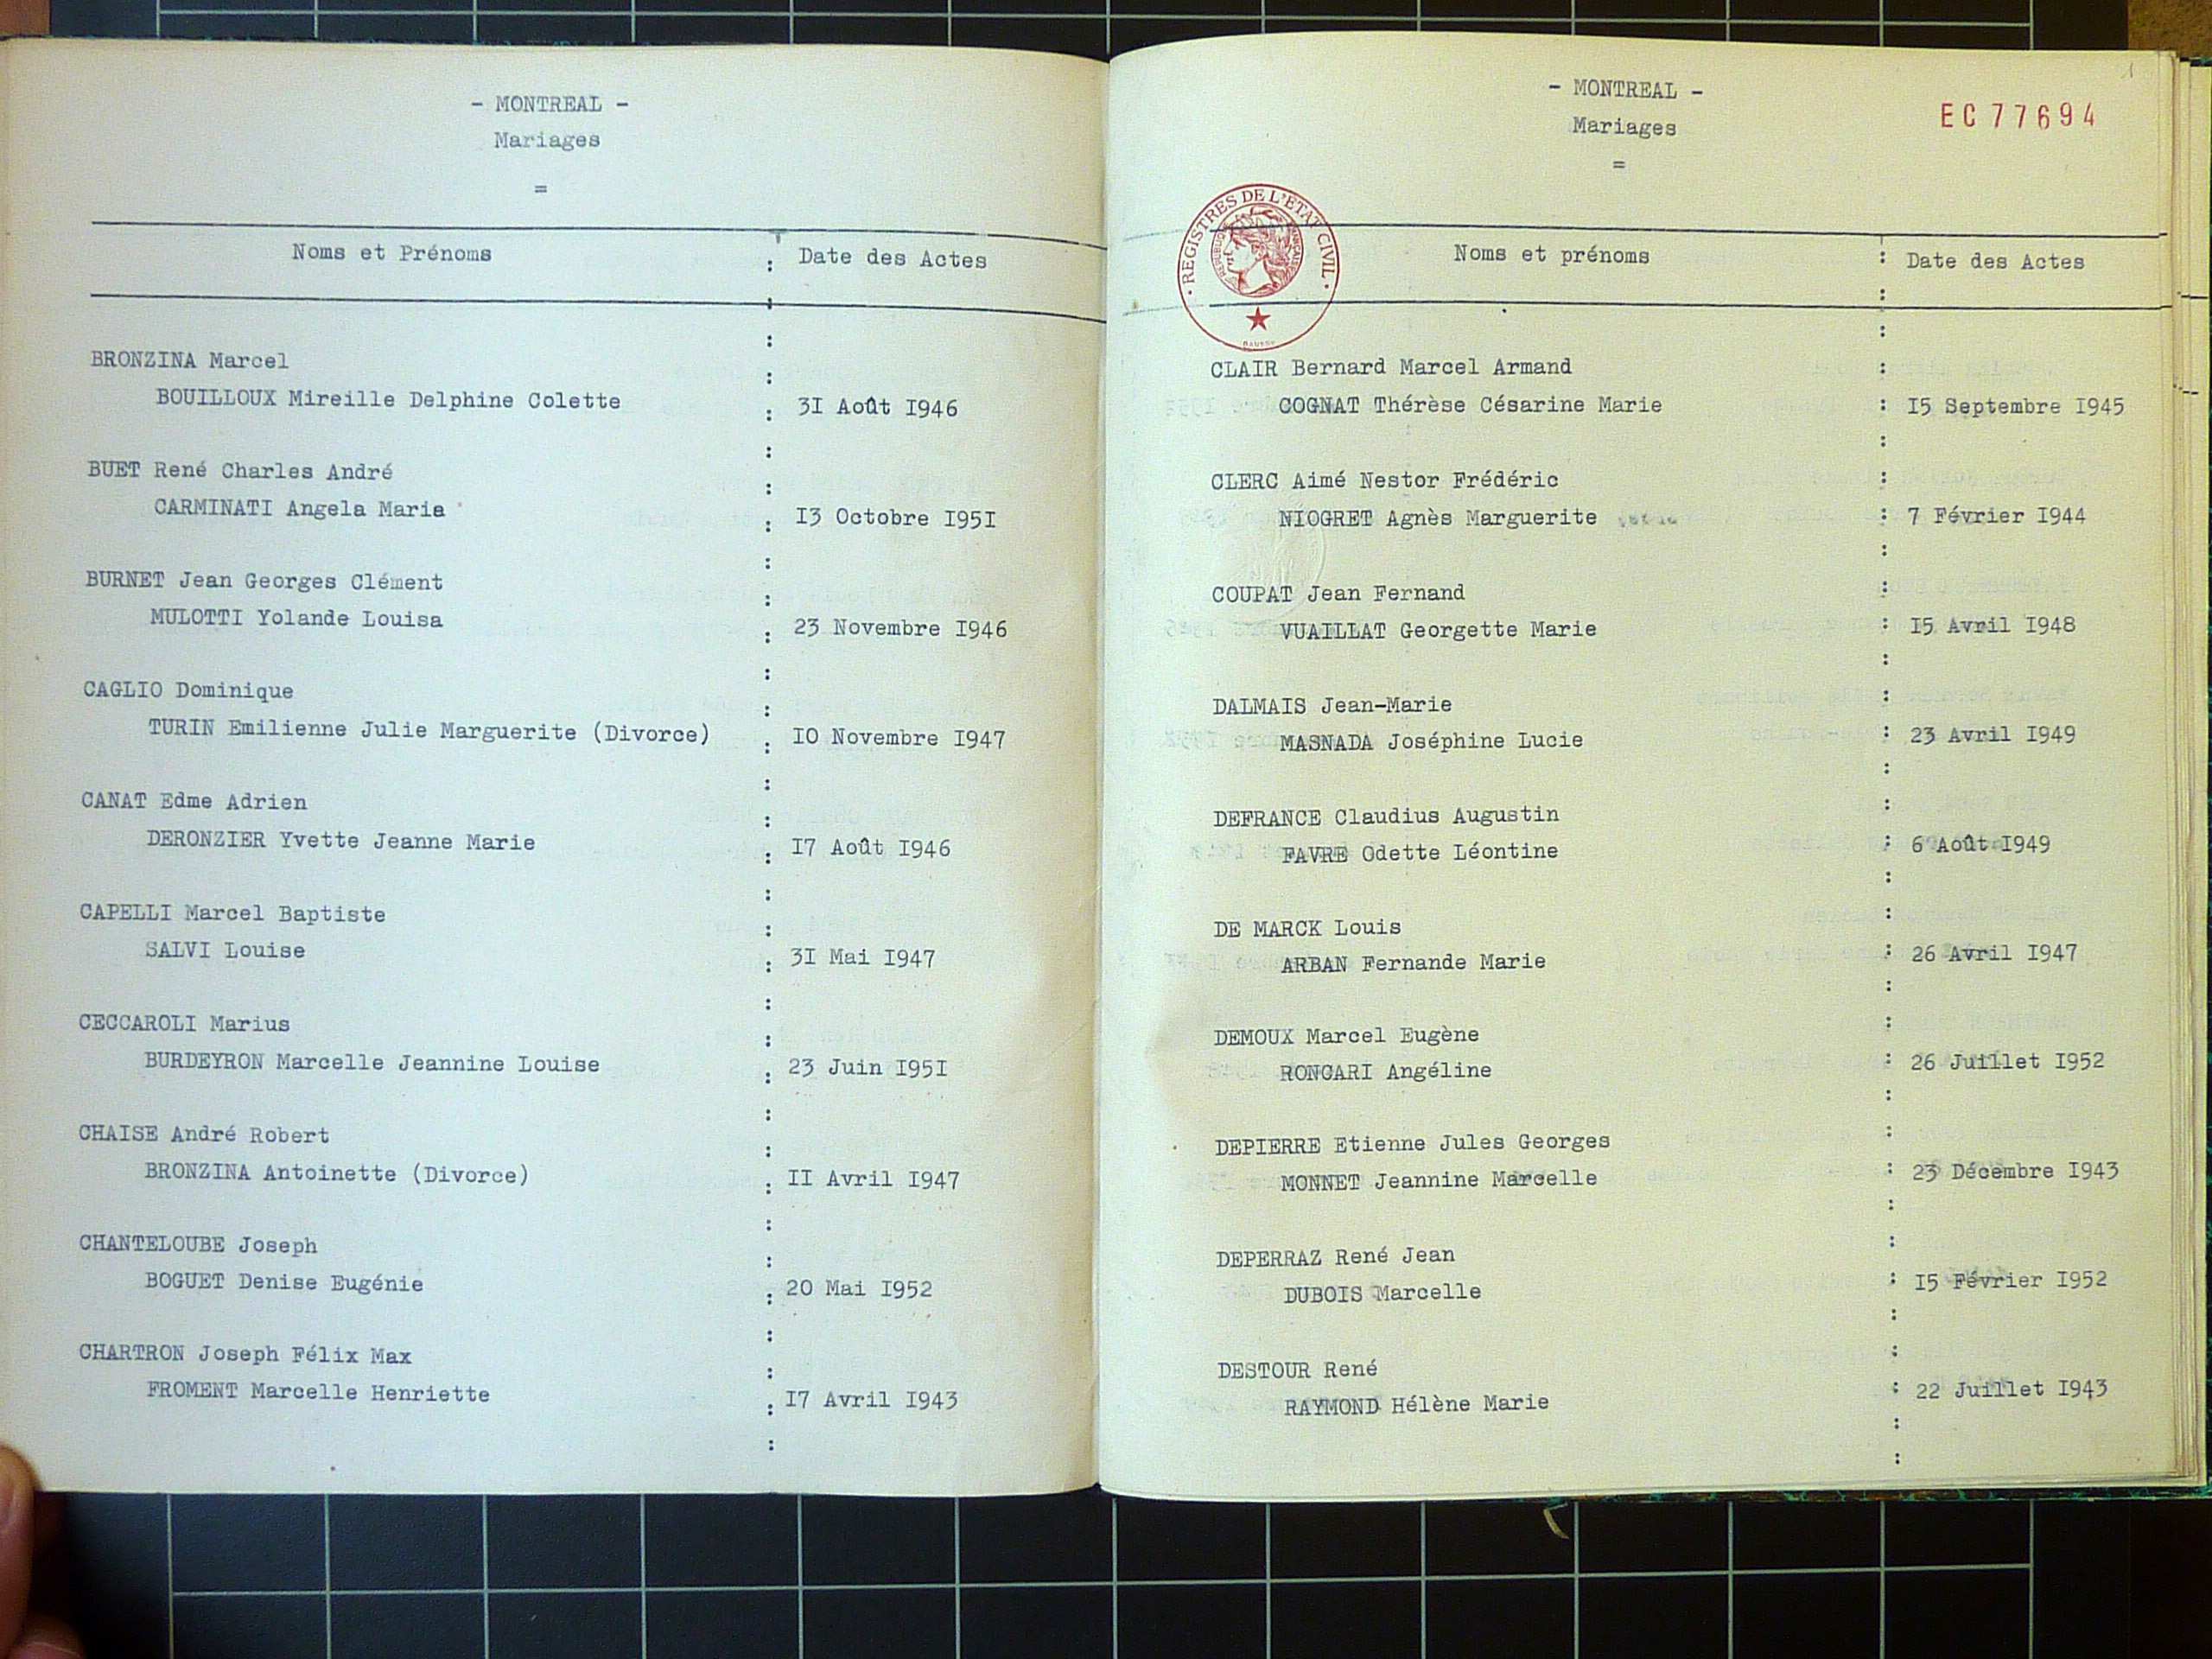 - MONTREAL -
Mariages
=
Noms et Prénoms : Date des Actes
BRONZINA Marcel
BOUILLOUX Mireille Delphine Colette : 3I Août I946
BUET René Charles André
CARMINATI Angela Maria : I3 Octobre I95I
BURNET Jean Georges Clément
MULOTTI Yolande Louisa : 23 Novembre I946
CAGLIO Dominique
TURIN Emilienne Julie Marguerite (Divorce) : IO Novembre I947
CANAT Edme Adrien
DERONZIER Yvette Jeanne Marie : I7 Août I946
CAPELLI Marcel Baptiste
SALVI Louise : 3I Mai I947
CECCAROLI Marius
BURDEYRON Marcelle Jeannine Louise : 23 Juin I95I
CHAISE André Robert
BRONZINA Antoinette (Divorce) : II Avril I947
CHANTELOUBE Joseph
BOGUET Denise Eugénie : 20 Mai I952
CHARTRON Joseph Félix Max
FROMENT Marcelle Henriette : I7 Avril I943
1
- MONTREAL -
EC77694
Mariages
=
REGISTRES DE L'ETAT CIVIL
REPUBLIQUE FRANCAISE
Noms et prénoms : Date des Actes
CLAIR Bernard Marcel Armand
COGNAT Thérèse Césarine Marie : I5 Septembre I945
CLERC Aimé Nestor Frédéric
NIOGRET Agnès Marguerite : 7 Février I944
COUPAT Jean Fernand
VUAILLAT Georgette Marie : I5 Avril I948
DALMAIS Jean-Marie
MASNADA Joséphine Lucie : 23 Avril I949
DEFRANCE Claudius Augustin
FAVRE Odette Léontine : 6 Août I949
DE MARCK Louis
ARBAN Fernande Marie : 26 Avril I947
DEMOUX Marcel Eugène
RONCARI Angéline : 26 Juillet I952
DEPIERRE Etienne Jules Georges
MONNET Jeannine Marcelle : 23 Décembre I943
DEPERRAZ René Jean
DUBOIS Marcelle : I5 Février I952
DESTOUR René
RAYMOND Hélène Marie : 22 Juillet I943